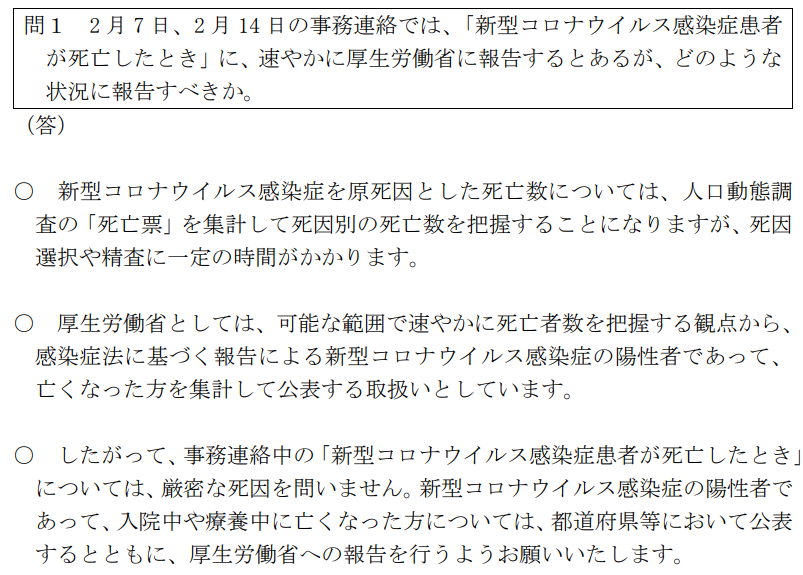 問１　２月７日、２月 14 日の事務連絡では、「新型コロナウイルス感染症患者
が死亡したとき」に、速やかに厚生労働省に報告するとあるが、どのような
状況に報告すべきか。
（答）
○　新型コロナウイルス感染症を原死因とした死亡数については、人口動態調
査の「死亡票」を集計して死因別の死亡数を把握することになりますが、死因
選択や精査に一定の時間がかかります。
○　厚生労働省としては、可能な範囲で速やかに死亡者数を把握する観点から、
感染症法に基づく報告による新型コロナウイルス感染症の陽性者であって、
亡くなった方を集計して公表する取扱いとしています。
○　したがって、事務連絡中の「新型コロナウイルス感染症患者が死亡したとき」
については、厳密な死因を問いません。新型コロナウイルス感染症の陽性者で
あって、入院中や療養中に亡くなった方については、都道府県等において公表
するとともに、厚生労働省への報告を行うようお願いいたします。